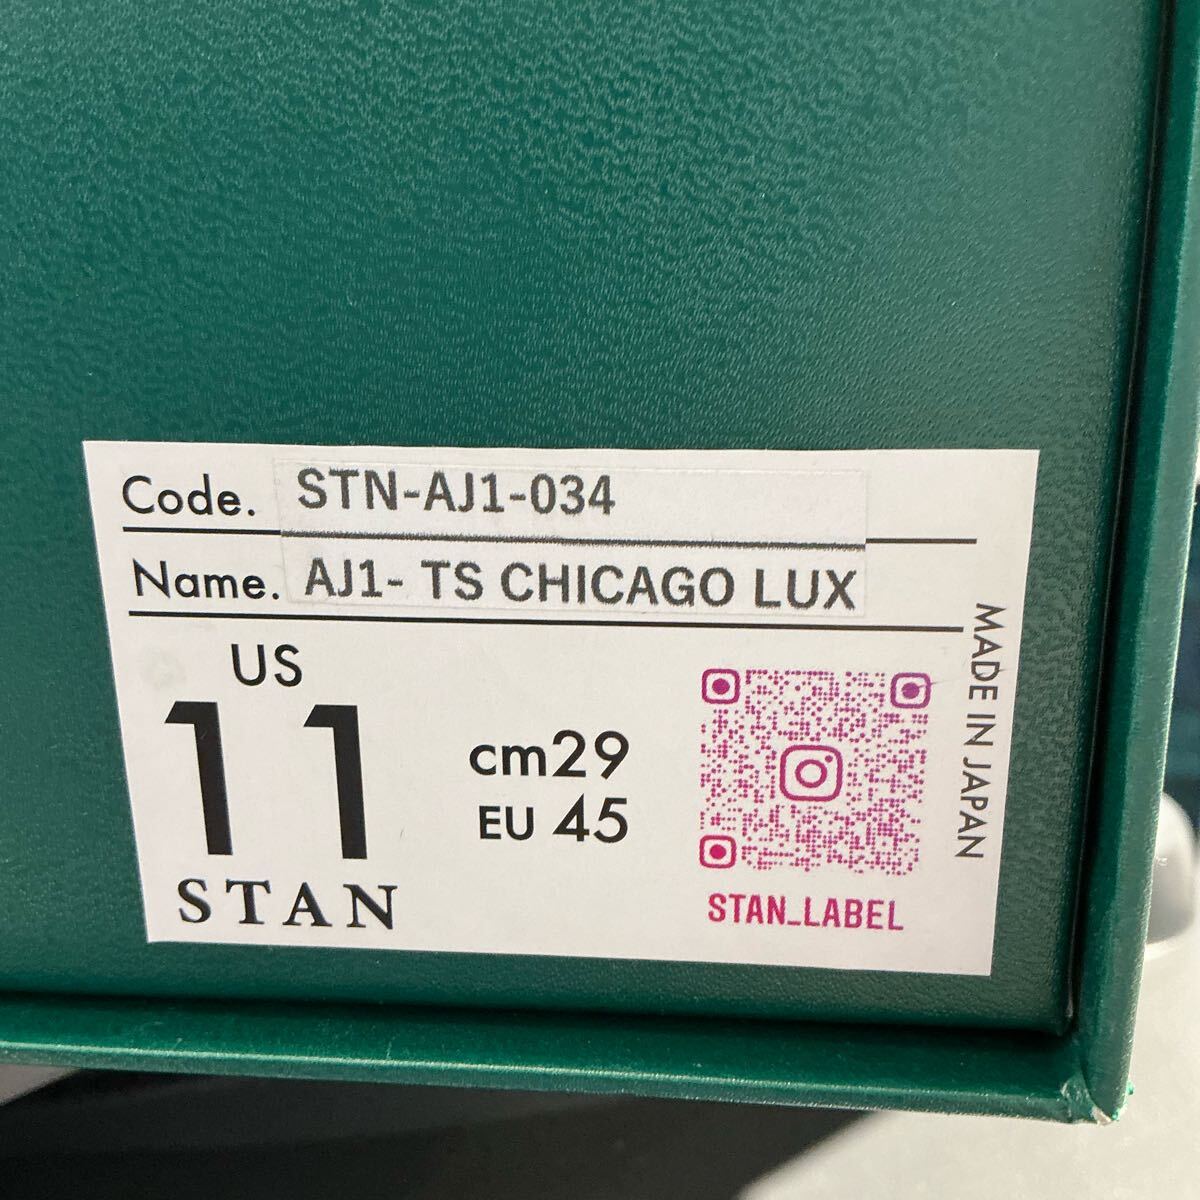 Code. STN-AJ1-034
Name. AJ1- TS CHICAGO LUX
US
11
cm29
EU 45
STAN
STAN_LABEL
MADE IN JAPAN